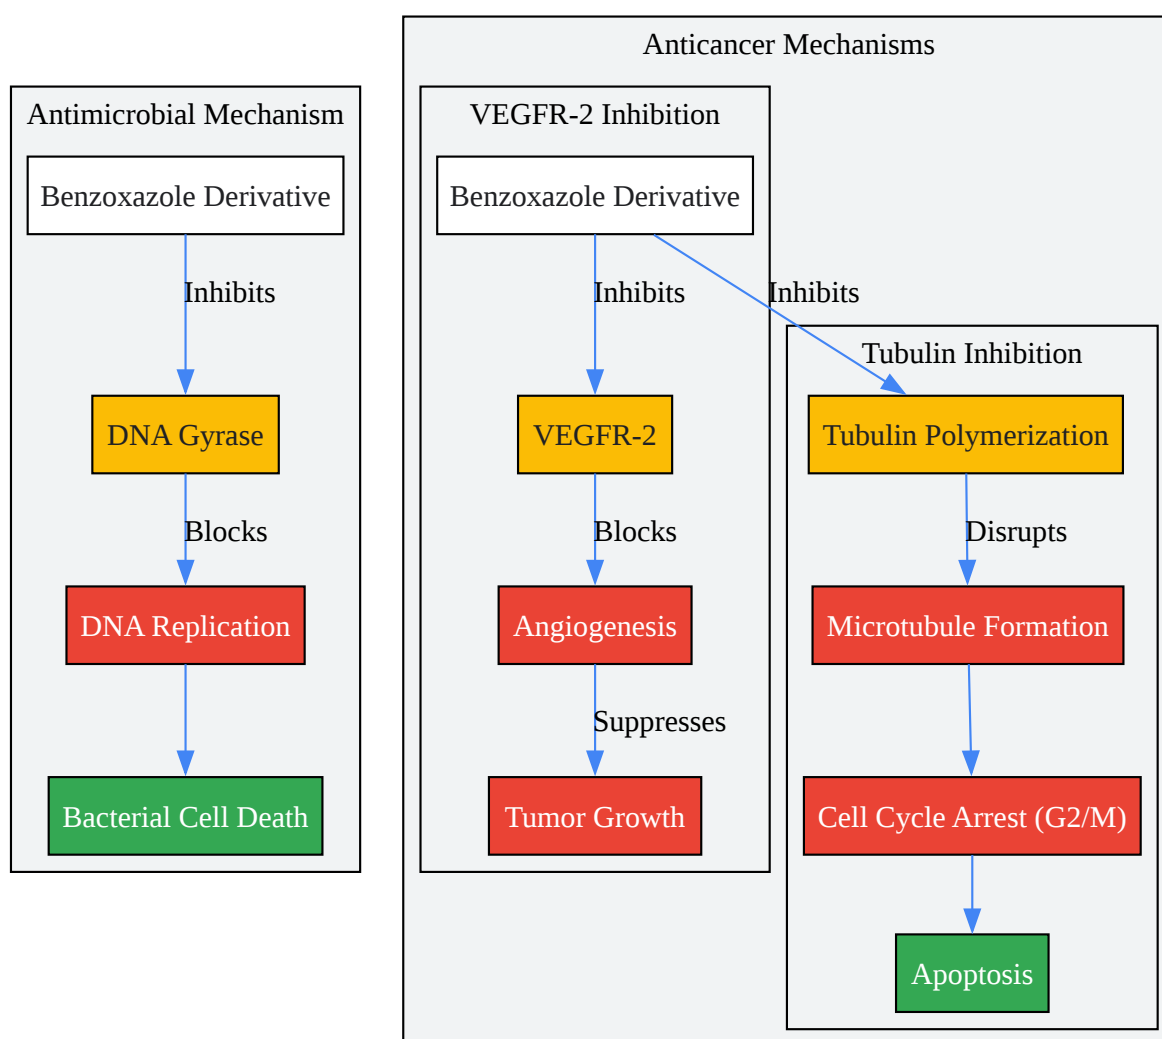 Anticancer Mechanisms
Antimicrobial Mechanism
Benzoxazole Derivative
Inhibits
DNA Gyrase
Blocks
DNA Replication
Bacterial Cell Death
VEGFR-2 Inhibition
Benzoxazole Derivative
Inhibits
Inhibits
VEGFR-2
Blocks
Angiogenesis
Suppresses
Tumor Growth
Tubulin Inhibition
Tubulin Polymerization
Disrupts
Microtubule Formation
Cell Cycle Arrest (G2/M)
Apoptosis